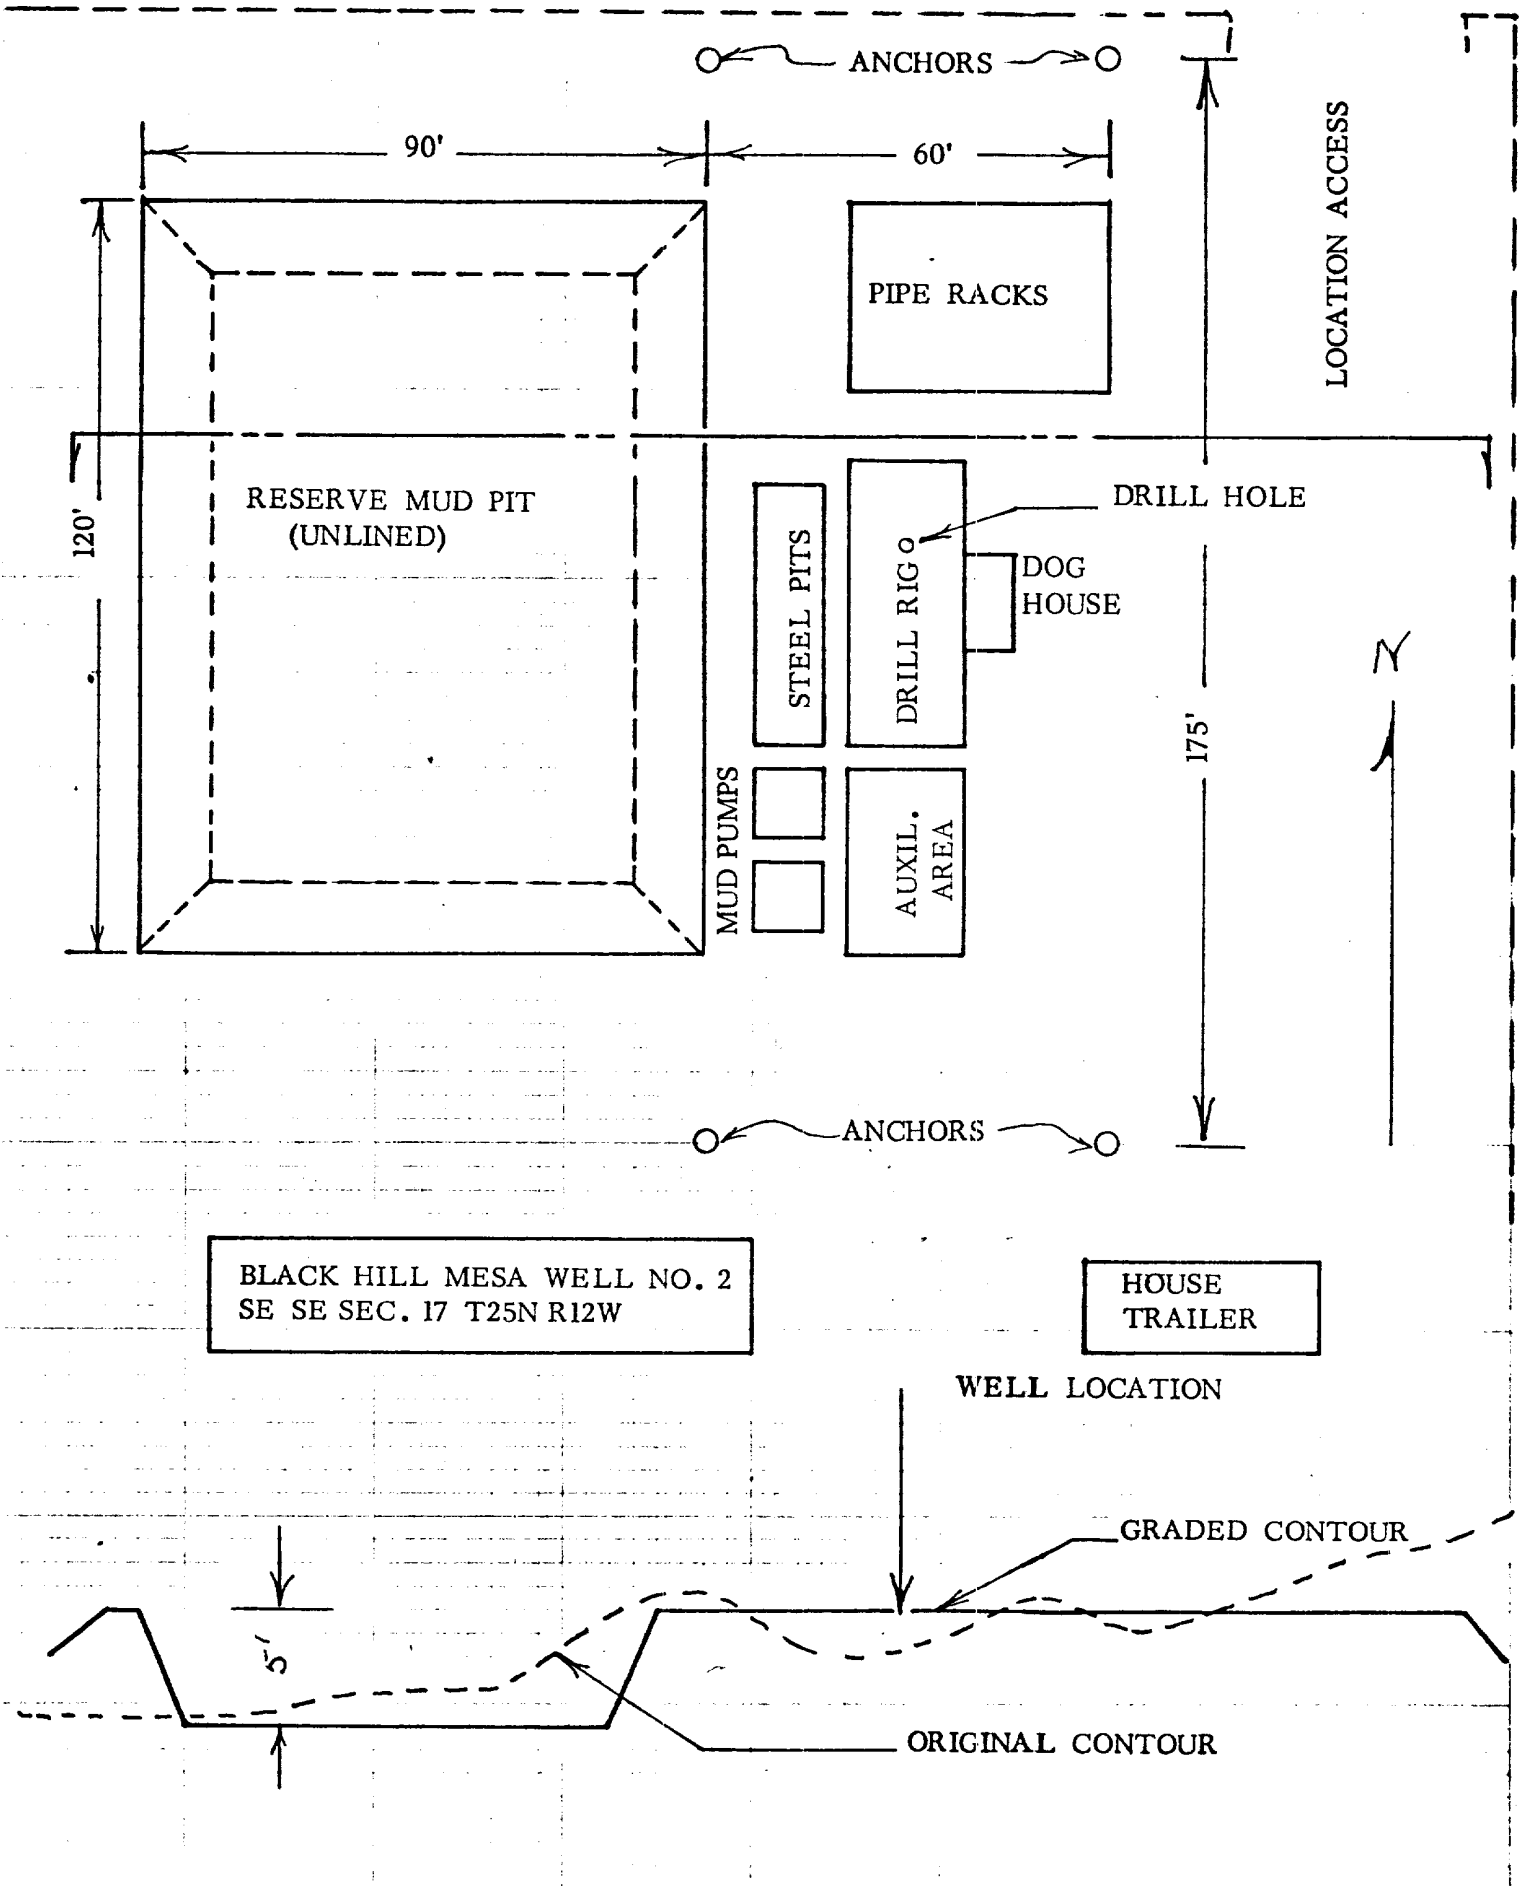 ANCHORS
90'
60'
LOCATION ACCESS
PIPE RACKS
120'
RESERVE MUD PIT
(UNLINED)
STEEL PITS
DRILL RIG
DRILL HOLE
DOG
HOUSE
N
175'
MUD PUMPS
AUXIL.
AREA
ANCHORS
BLACK HILL MESA WELL NO. 2
SE SE SEC. 17 T25N R12W
HOUSE
TRAILER
WELL LOCATION
GRADED CONTOUR
5'
ORIGINAL CONTOUR